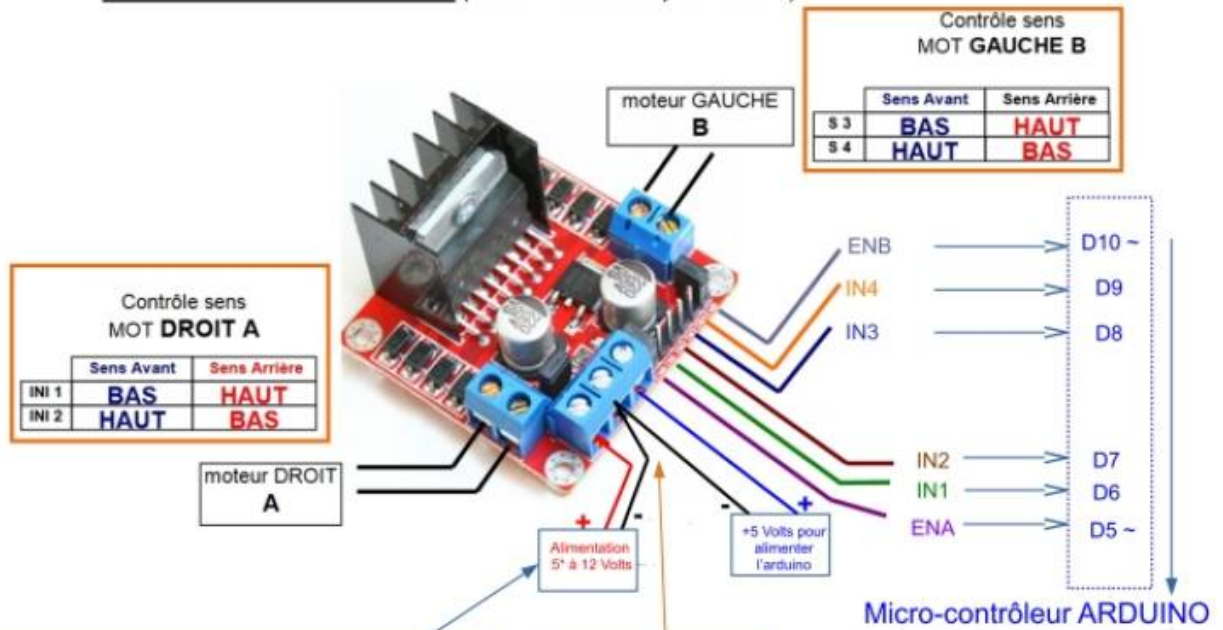 Contrôle sens
MOT GAUCHE B
Sens Avant Sens Arrière
S 3 BAS HAUT
S 4 HAUT BAS
moteur GAUCHE
B
ENB D10 ~
IN4 D9
IN3 D8
Contrôle sens
MOT DROIT A
Sens Avant Sens Arrière
INI 1 BAS HAUT
INI 2 HAUT BAS
moteur DROIT
A
IN2 D7
IN1 D6
ENA D5 ~
+ -
Alimentation
5* à 12 Volts
- +
+5 Volts pour
alimenter
l'arduino
Micro-contrôleur ARDUINO